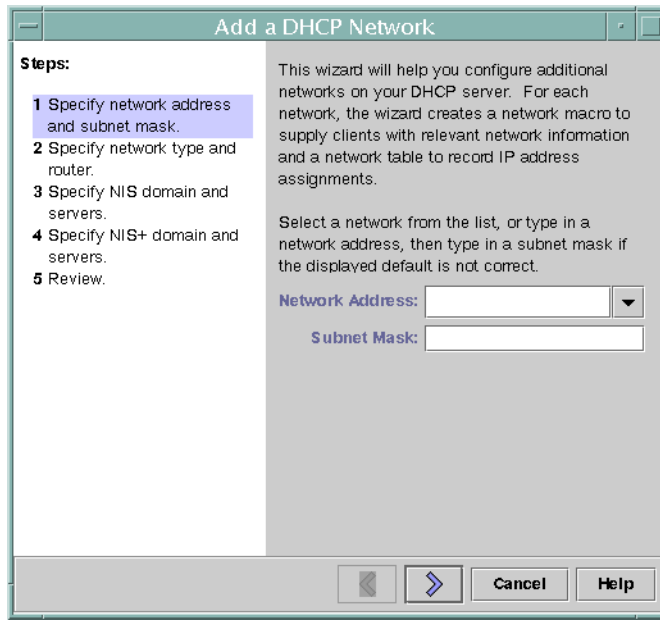 Add a DHCP Network
Steps:
1 Specify network address
and subnet mask.
2 Specify network type and
router.
3 Specify NIS domain and
servers.
4 Specify NIS+ domain and
servers.
5 Review.
This wizard will help you configure additional
networks on your DHCP server. For each
network, the wizard creates a network macro to
supply clients with relevant network information
and a network table to record IP address
assignments.
Select a network from the list, or type in a
network address, then type in a subnet mask if
the displayed default is not correct.
Network Address:
Subnet Mask:
Cancel
Help